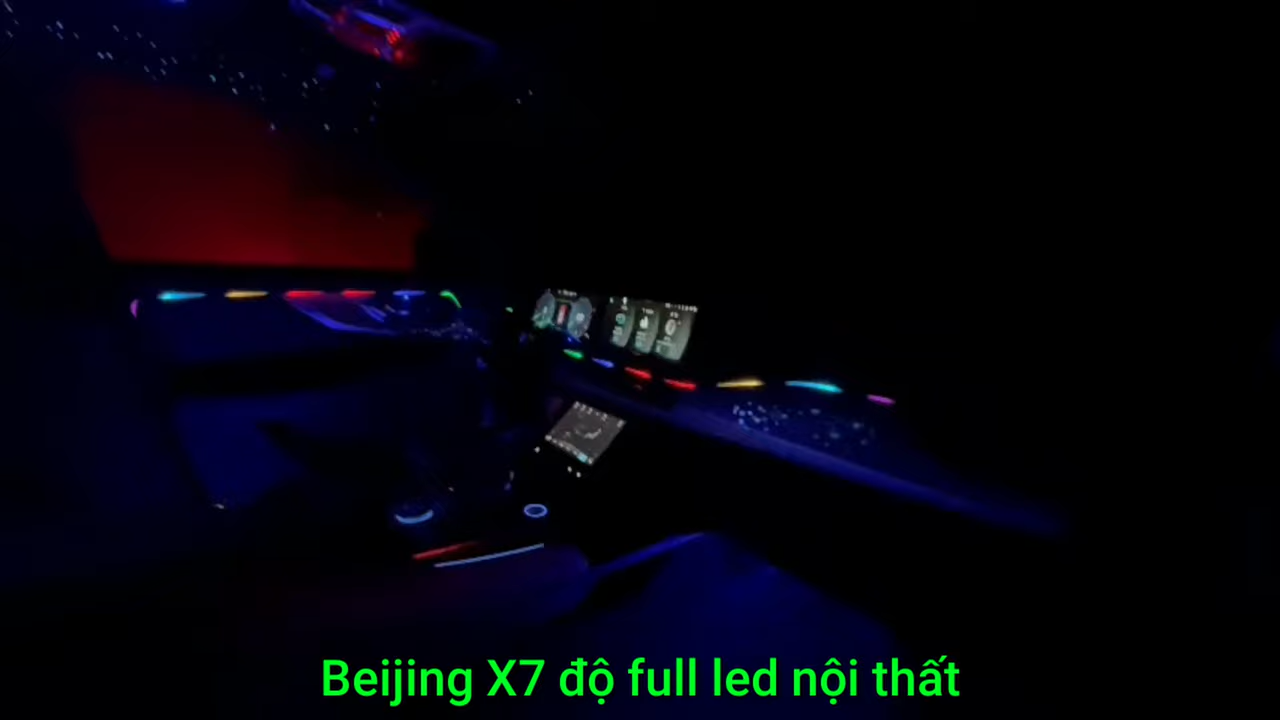 Beijing X7 độ full led nội thất